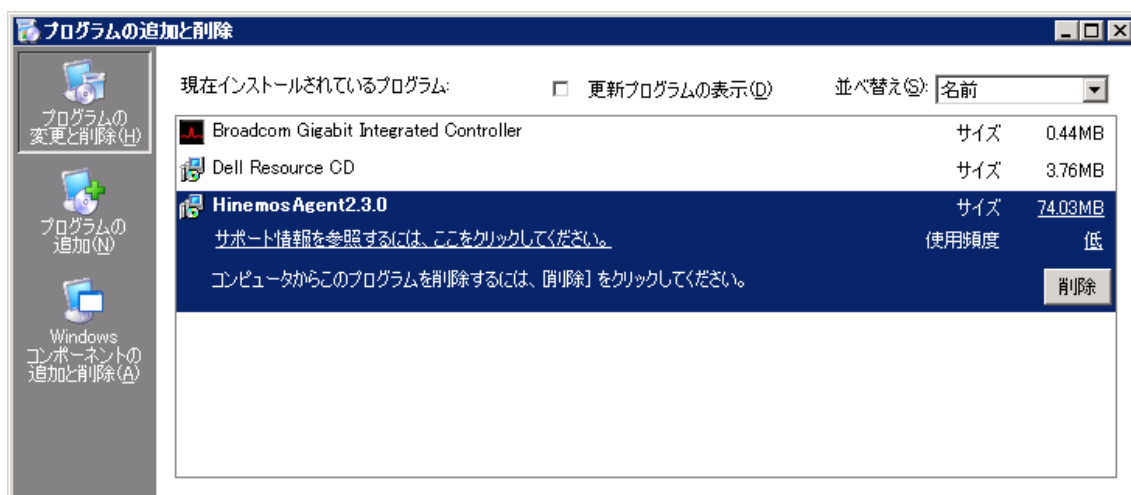 プログラムの追加と削除
現在インストールされているプログラム: 更新プログラムの表示(D) 並べ替え(S): 名前
プログラムの
変更と削除(H)
Broadcom Gigabit Integrated Controller サイズ 0.44MB
Dell Resource CD サイズ 3.76MB
HinemosAgent2.3.0 サイズ 74.03MB
プログラムの
追加(N)
サポート情報を参照するには、ここをクリックしてください。 使用頻度 低
コンピュータからこのプログラムを削除するには、[削除] をクリックしてください。 削除
Windows
コンポーネントの
追加と削除(A)